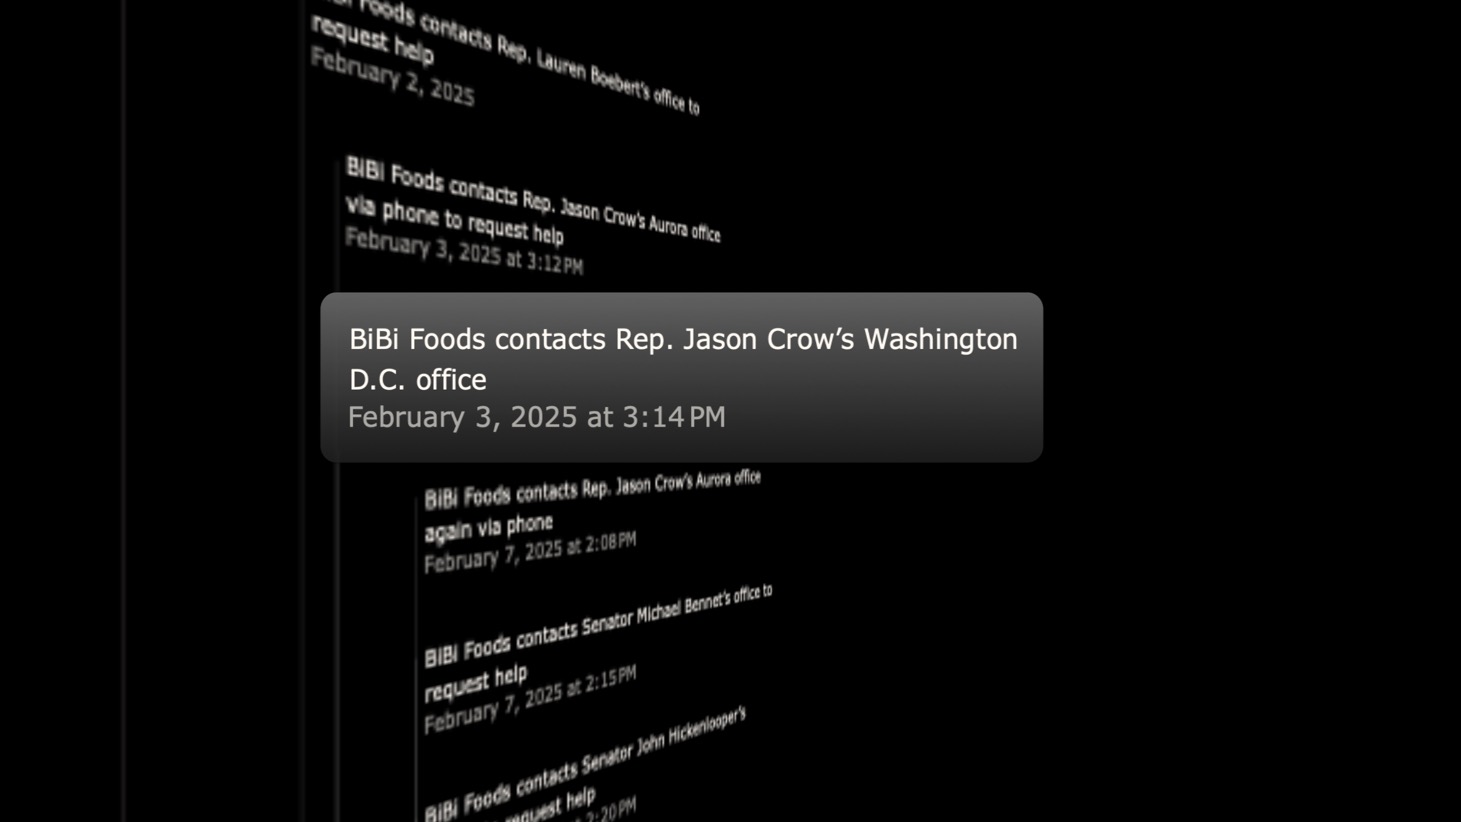 Foods contacts Rep. Lauren Boebert's office to
request help
February 2, 2025
BiBi Foods contacts Rep. Jason Crow's Aurora office
via phone to request help
February 3, 2025 at 3:12 PM
BiBi Foods contacts Rep. Jason Crow’s Washington
D.C. office
February 3, 2025 at 3:14 PM
BiBi Foods contacts Rep. Jason Crow's Aurora office
again via phone
February 7, 2025 at 2:08 PM
BiBi Foods contacts Senator Michael Bennet's office to
request help
February 7, 2025 at 2:15 PM
BiBi Foods contacts Senator John Hickenlooper's
request help
2:20 PM